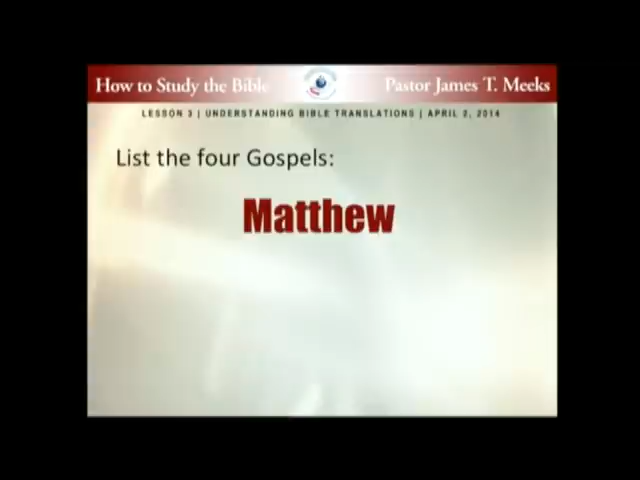 How to Study the Bible
Pastor James T. Meeks
LESSON 3 | UNDERSTANDING BIBLE TRANSLATIONS | APRIL 2, 2014
List the four Gospels:
Matthew